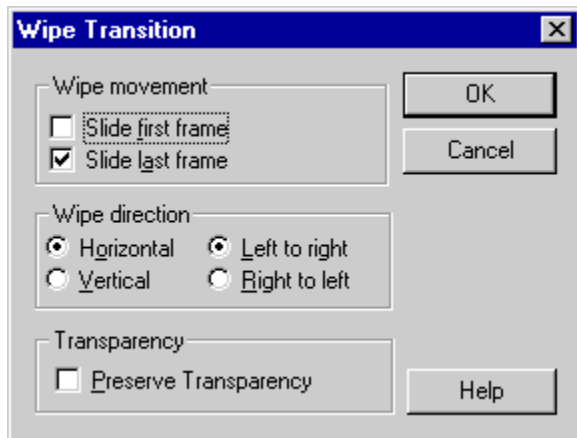 Wipe Transition
Wipe movement
Slide first frame
Slide last frame
OK
Cancel
Wipe direction
Horizontal
Left to right
Vertical
Right to left
Transparency
Preserve Transparency
Help